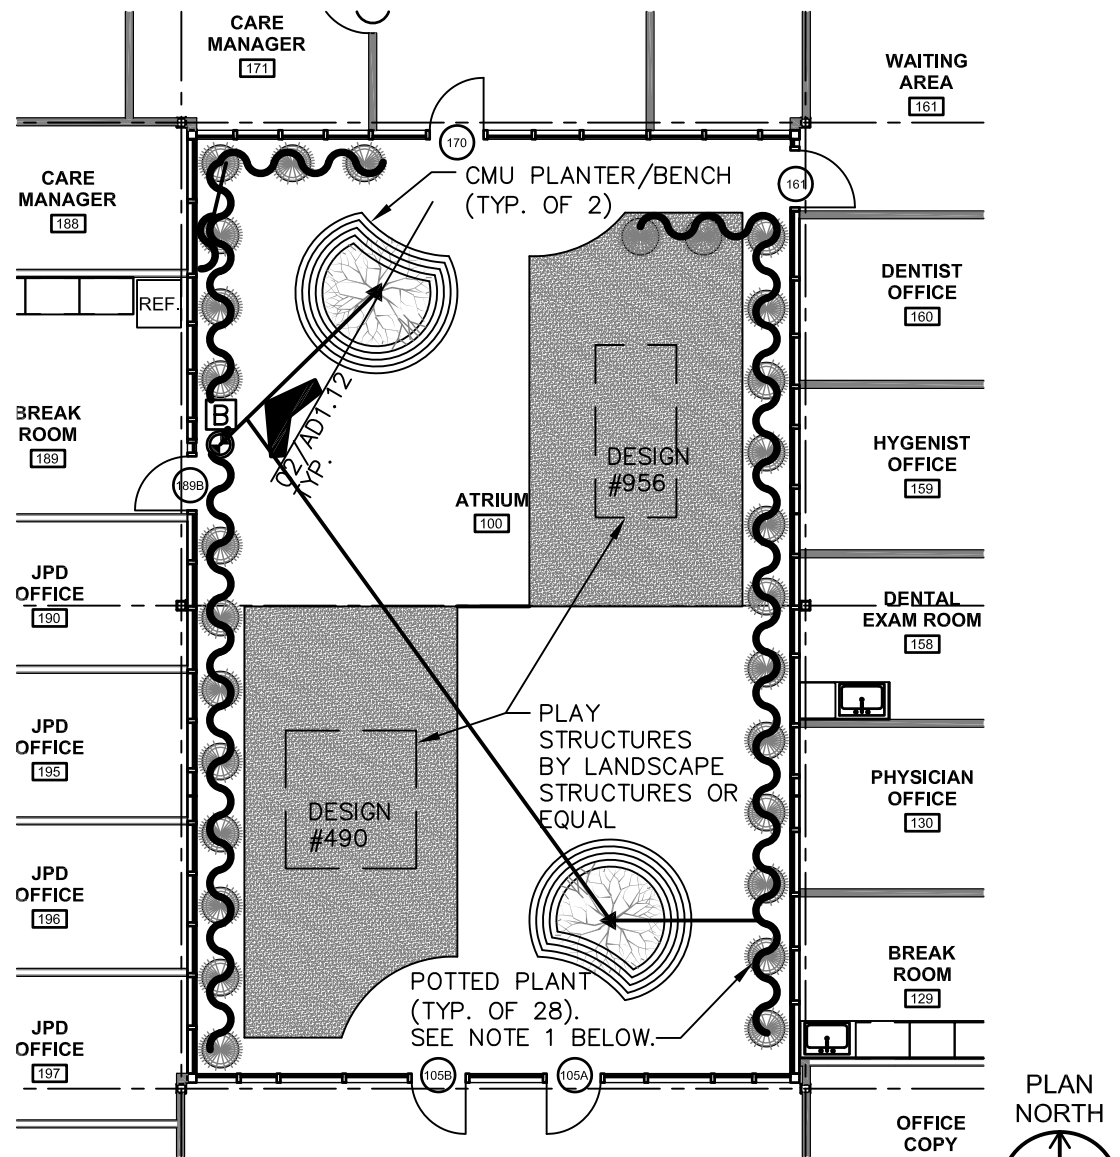 CARE
MANAGER
171
WAITING
AREA
161
170
161
CMU PLANTER/BENCH
(TYP. OF 2)
CARE
MANAGER
188
REF.
DENTIST
OFFICE
160
B
C2/AD1.12
TYP.
BREAK
ROOM
189
189B
DESIGN
#956
HYGENIST
OFFICE
159
ATRIUM
100
JPD
OFFICE
190
DENTAL
EXAM ROOM
158
JPD
OFFICE
195
PLAY
STRUCTURES
BY LANDSCAPE
STRUCTURES OR
EQUAL
PHYSICIAN
OFFICE
130
DESIGN
#490
JPD
OFFICE
196
BREAK
ROOM
129
POTTED PLANT
(TYP. OF 28).
SEE NOTE 1 BELOW.
JPD
OFFICE
197
105B
105A
PLAN
NORTH
OFFICE
COPY